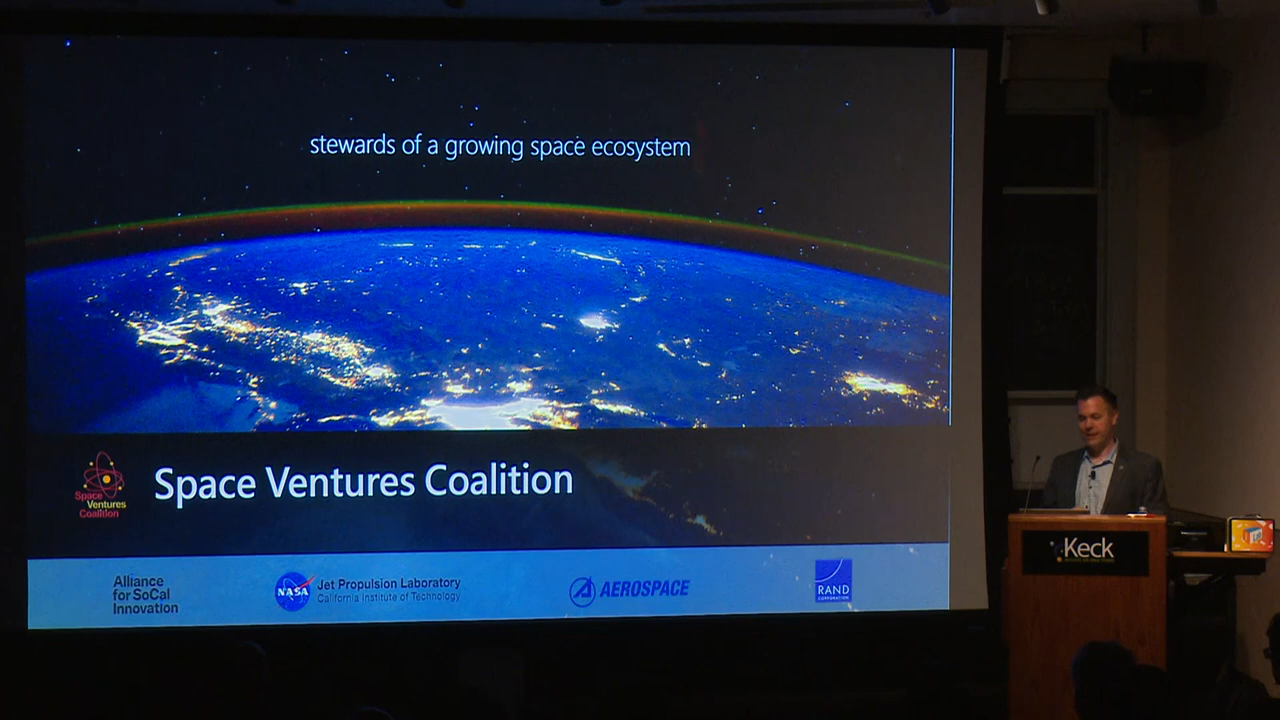 stewards of a growing space ecosystem
Space
Ventures
Coalition
Space Ventures Coalition
Alliance
for SoCal
Innovation
NASA
Jet Propulsion Laboratory
California Institute of Technology
AEROSPACE
RAND
CORPORATION
Keck